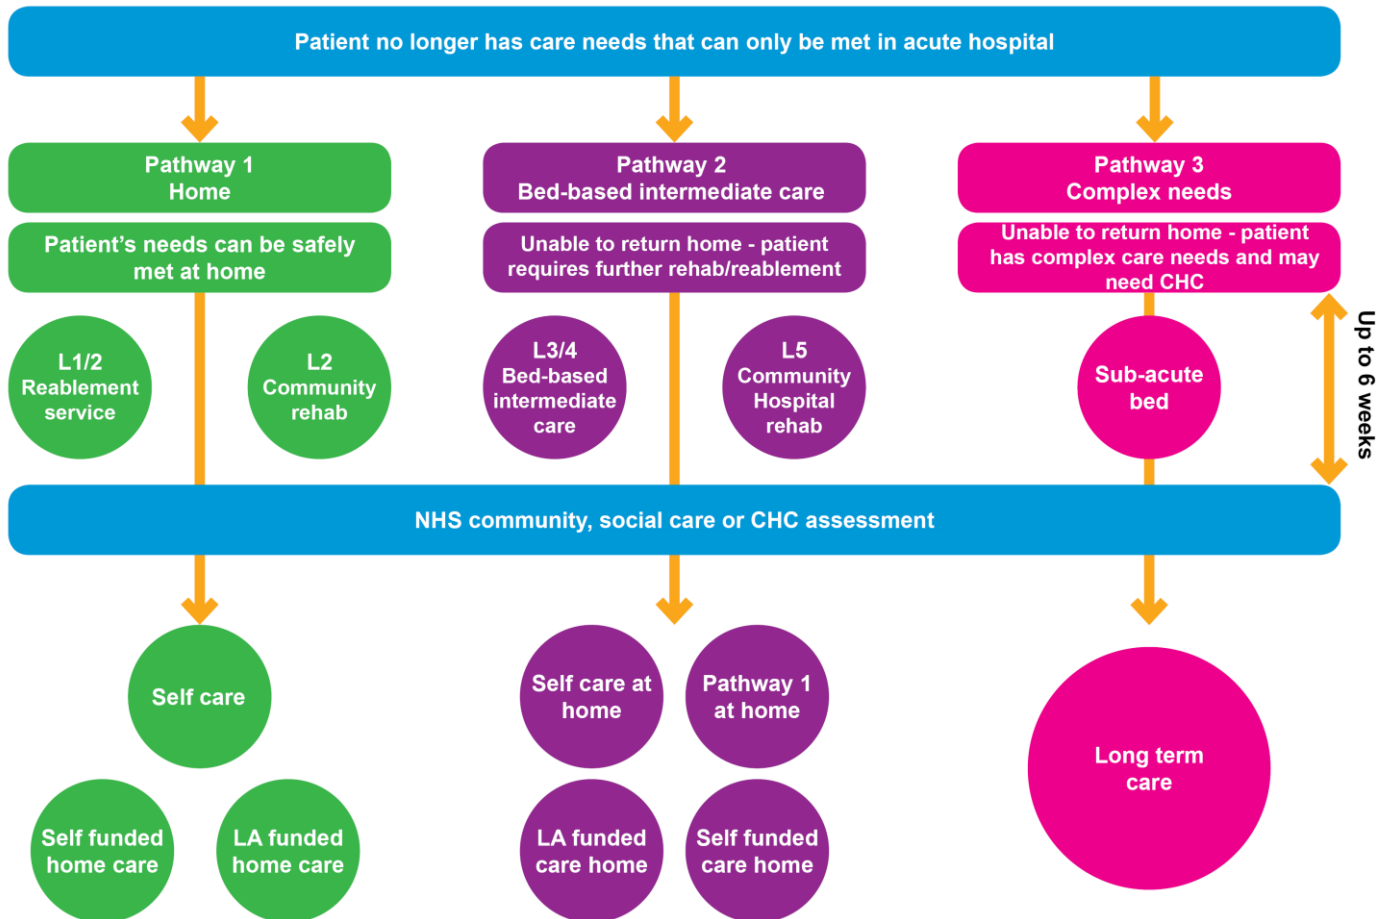 Patient no longer has care needs that can only be met in acute hospital
Pathway 1
Home
Pathway 2
Bed-based intermediate care
Pathway 3
Complex needs
Patient's needs can be safely
met at home
Unable to return home - patient
requires further rehab/reablement
Unable to return home - patient
has complex care needs and may
need CHC
L1/2
Reablement
service
L2
Community
rehab
L3/4
Bed-based
intermediate
care
L5
Community
Hospital
rehab
Sub-acute
bed
Up to 6 weeks
NHS community, social care or CHC assessment
Self care
Self funded
home care
LA funded
home care
Self care at
home
Pathway 1
at home
LA funded
care home
Self funded
care home
Long term
care